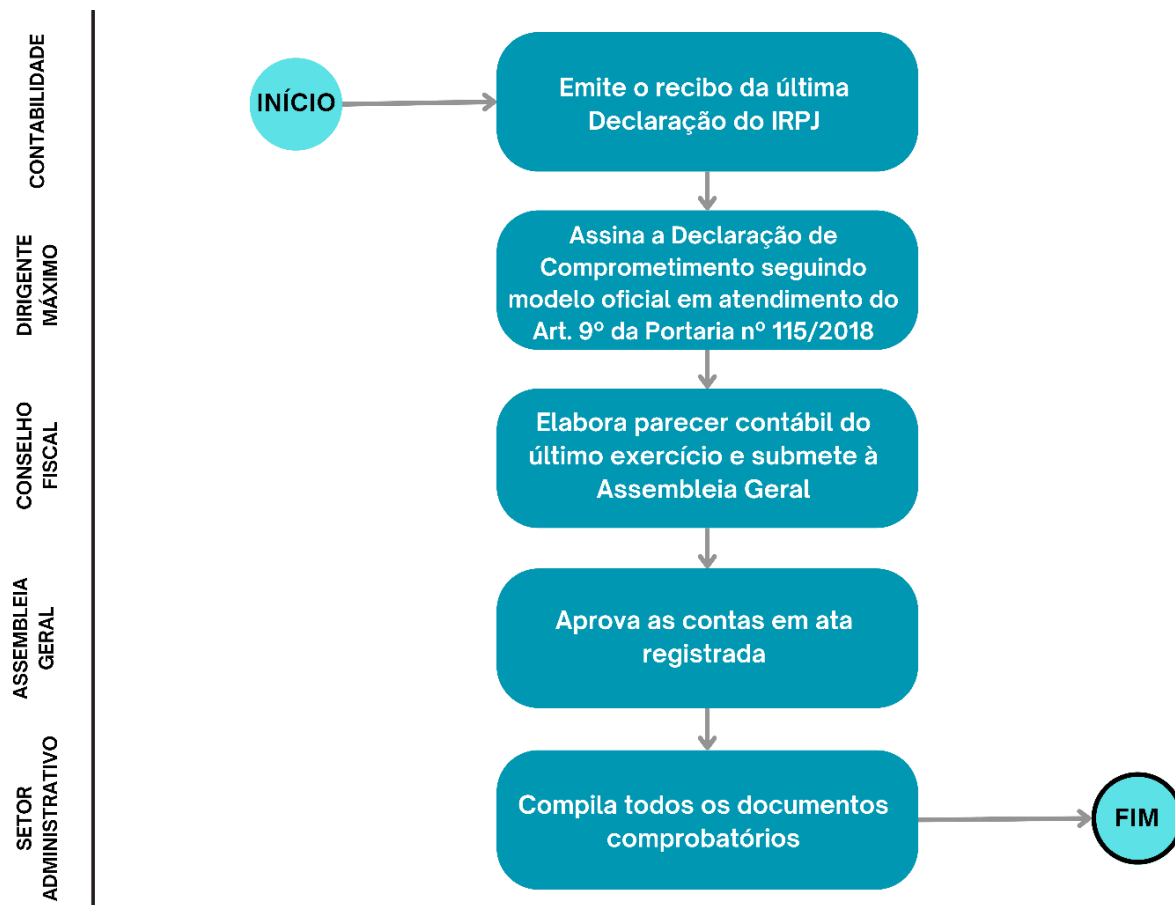 CONTABILIDADE
INÍCIO
Emite o recibo da última
Declaração do IRPJ
DIRIGENTE
MÁXIMO
Assina a Declaração de
Comprometimento seguindo
modelo oficial em atendimento do
Art. 9º da Portaria nº 115/2018
CONSELHO
FISCAL
Elabora parecer contábil do
último exercício e submete à
Assembleia Geral
ASSEMBLEIA
GERAL
Aprova as contas em ata
registrada
SETOR
ADMINISTRATIVO
Compila todos os documentos
comprobatórios
FIM